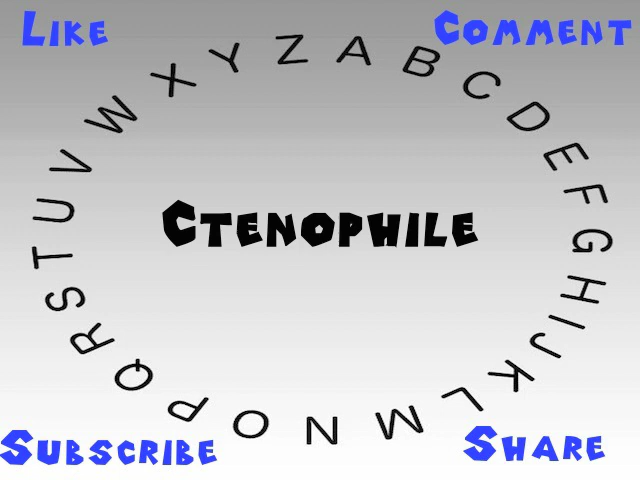 Like
Comment
A B C D E F G H I J K L M N O P Q R S T U V W X Y Z
Ctenophile
Subscribe
Share